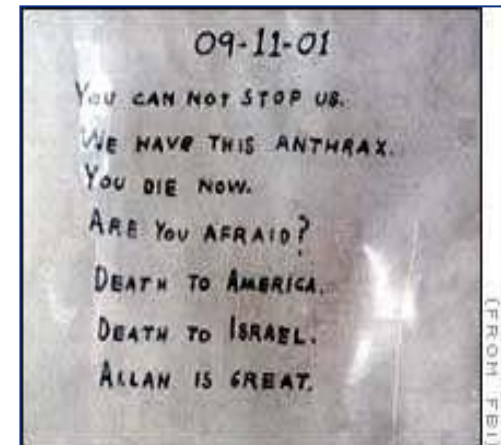 09-11-01
YOU CAN NOT STOP US.
WE HAVE THIS ANTHRAX.
YOU DIE NOW.
ARE YOU AFRAID?
DEATH TO AMERICA.
DEATH TO ISRAEL.
ALLAH IS GREAT.
(FROM FBI